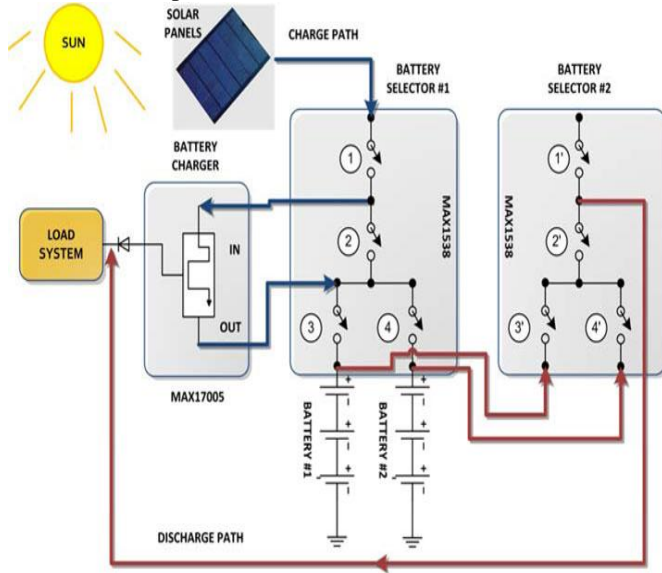 SOLAR
PANELS
SUN
CHARGE PATH
BATTERY
SELECTOR #1
BATTERY
SELECTOR #2
BATTERY
CHARGER
1
1'
MAX1538
MAX1538
LOAD
SYSTEM
IN
2
2'
OUT
3
4
3'
4'
MAX17005
+
+
-
-
+
+
-
-
+
+
-
-
BATTERY #1
BATTERY #2
DISCHARGE PATH